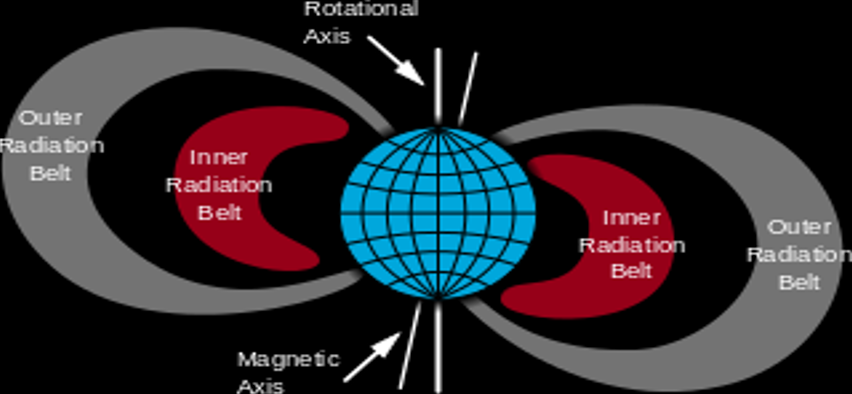 Rotational
Axis
Outer
Radiation
Belt
Inner
Radiation
Belt
Inner
Radiation
Belt
Outer
Radiation
Belt
Magnetic
Axis